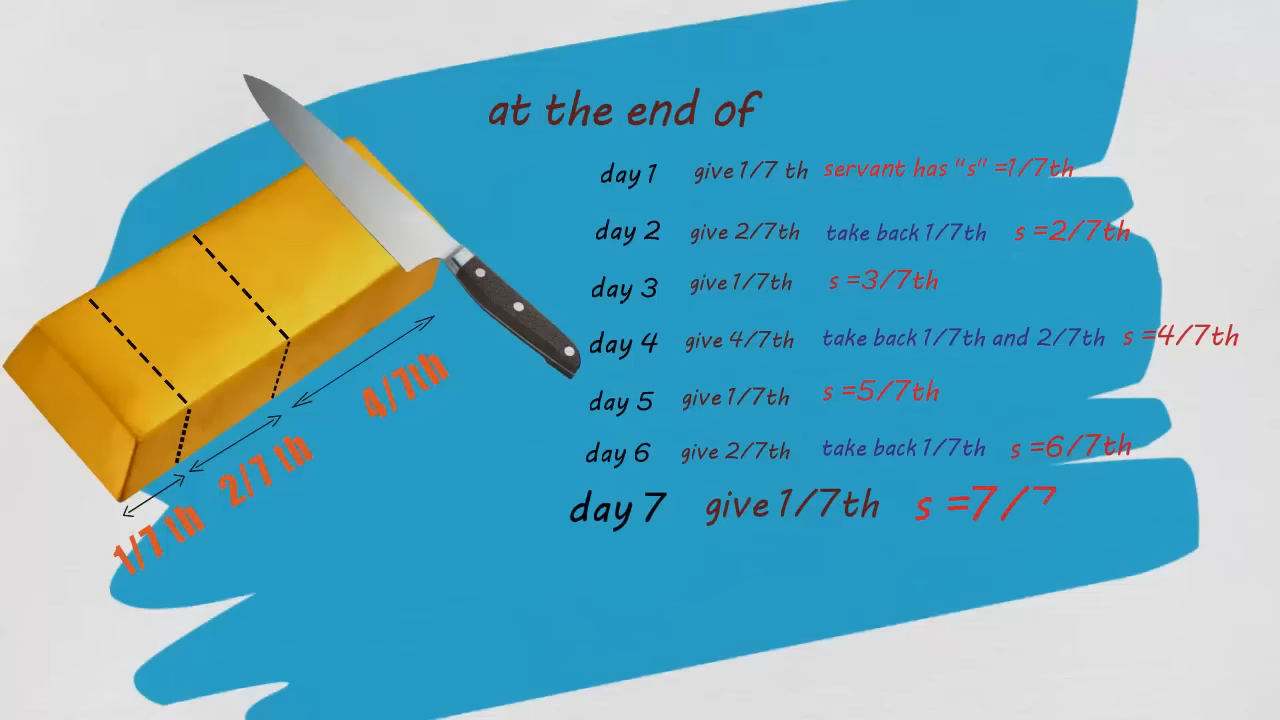 at the end of
day 1 give 1/7 th servant has "s" =1/7th
day 2 give 2/7th take back 1/7th s =2/7th
day 3 give 1/7th s =3/7th
day 4 give 4/7th take back 1/7th and 2/7th s =4/7th
day 5 give 1/7th s =5/7th
day 6 give 2/7th take back 1/7th s =6/7th
day 7 give 1/7th s =7/7
4/7th
2/7 th
1/7 th